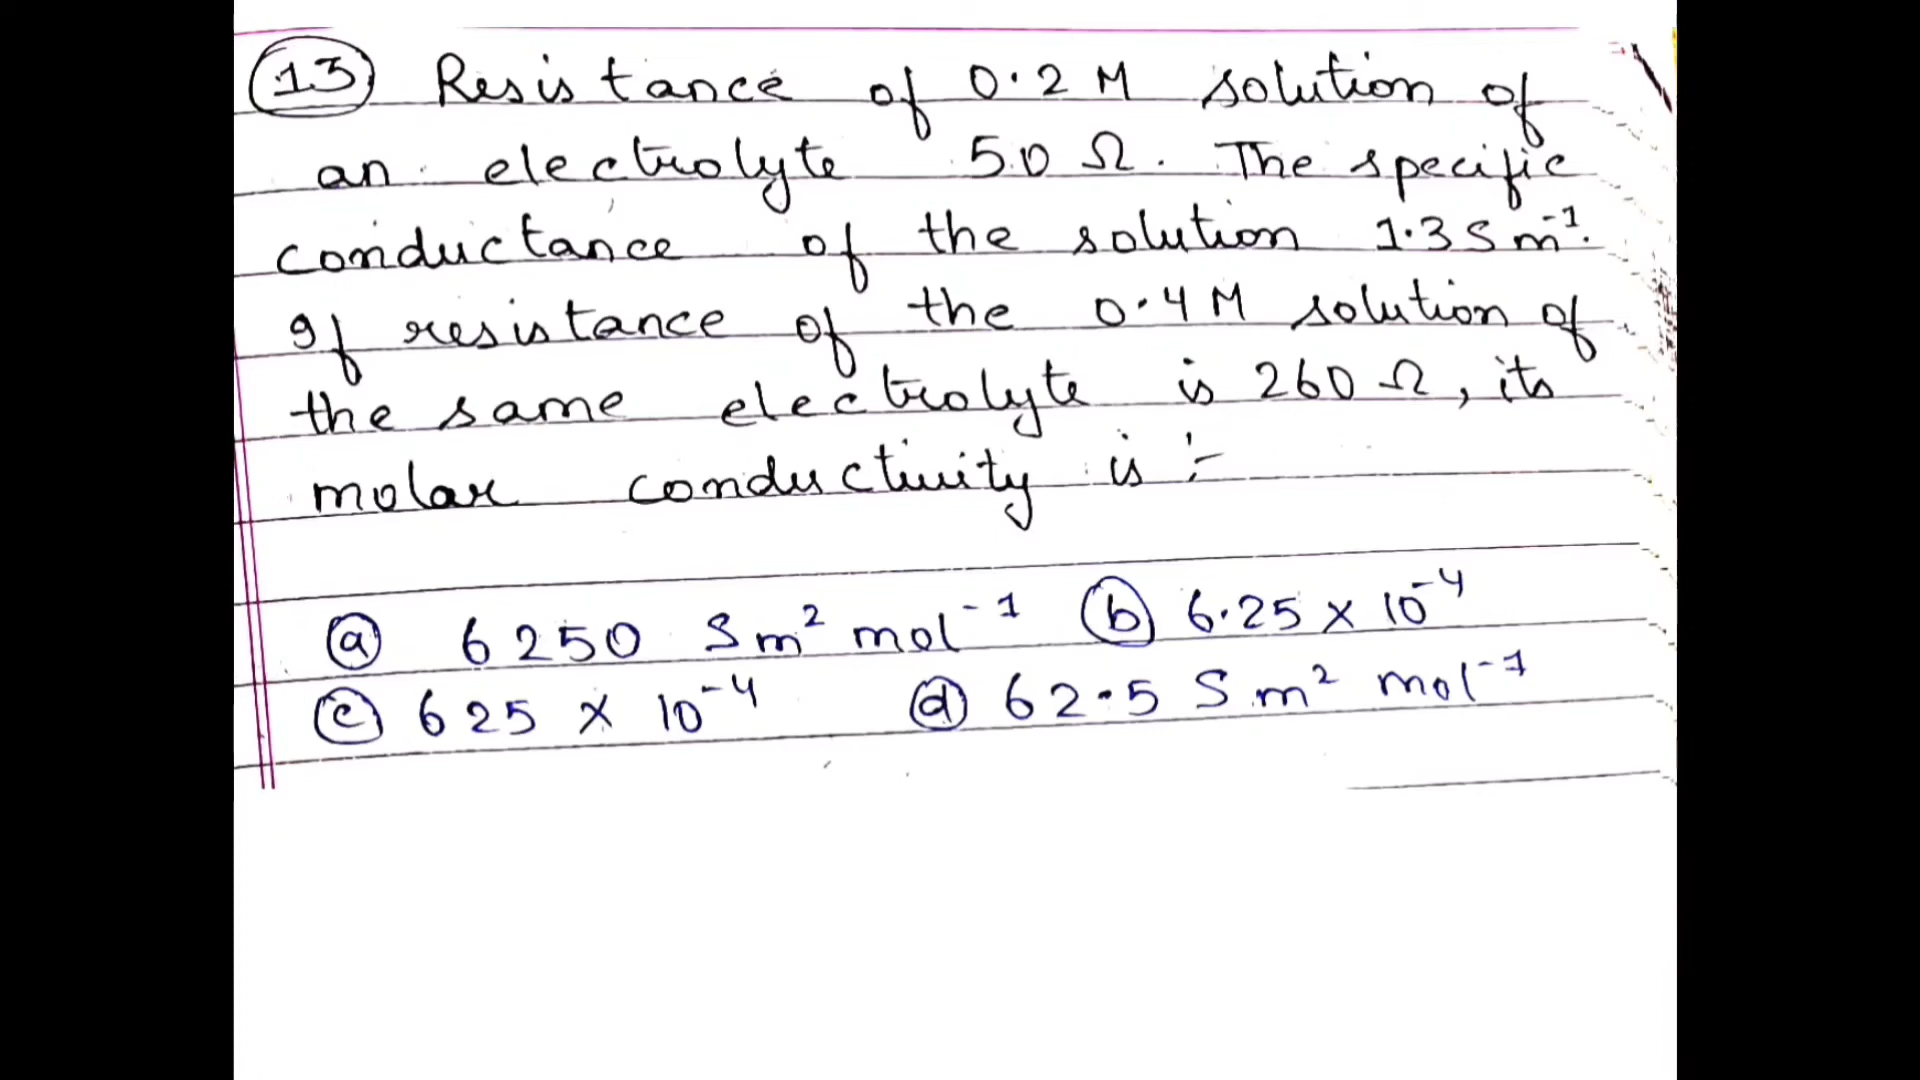 13 Resistance of 0.2 M solution of
an electrolyte 50 Ω. The specific
conductance of the solution 1.3 S m⁻¹.
If resistance of the 0.4 M solution of
the same electrolyte is 260 Ω, its
molar conductivity is :-
(a) 6250 S m² mol⁻¹ (b) 6.25 × 10⁻⁴
(c) 625 × 10⁻⁴ (d) 62.5 S m² mol⁻¹